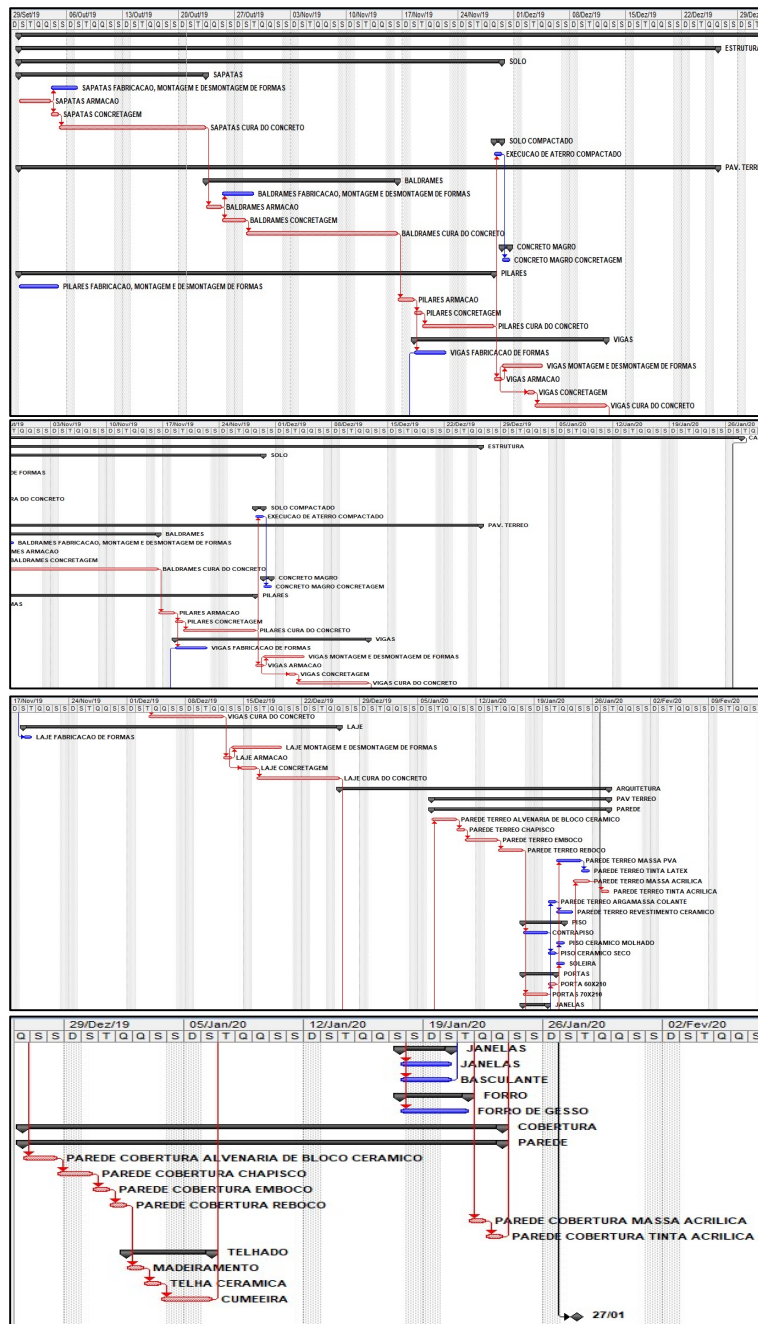 29/Set/19 06/Out/19 13/Out/19 20/Out/19 27/Out/19 03/Nov/19 10/Nov/19 17/Nov/19 24/Nov/19 01/Dez/19 08/Dez/19 15/Dez/19 22/Dez/19 29/Dez
ESTRUTURA
SOLO
SAPATAS
SAPATAS FABRICACAO, MONTAGEM E DESMONTAGEM DE FORMAS
SAPATAS ARMACAO
SAPATAS CONCRETAGEM
SAPATAS CURA DO CONCRETO
SOLO COMPACTADO
EXECUCAO DE ATERRO COMPACTADO
PAV. TERRE
BALDRAMES
BALDRAMES FABRICACAO, MONTAGEM E DESMONTAGEM DE FORMAS
BALDRAMES ARMACAO
BALDRAMES CONCRETAGEM
BALDRAMES CURA DO CONCRETO
CONCRETO MAGRO
CONCRETO MAGRO CONCRETAGEM
PILARES
PILARES FABRICACAO, MONTAGEM E DESMONTAGEM DE FORMAS
PILARES ARMACAO
PILARES CONCRETAGEM
PILARES CURA DO CONCRETO
VIGAS
VIGAS FABRICACAO DE FORMAS
VIGAS MONTAGEM E DESMONTAGEM DE FORMAS
VIGAS ARMACAO
VIGAS CONCRETAGEM
VIGAS CURA DO CONCRETO
03/Nov/19 10/Nov/19 17/Nov/19 24/Nov/19 01/Dez/19 08/Dez/19 15/Dez/19 22/Dez/19 29/Dez/19 05/Jan/20 12/Jan/20 19/Jan/20 26/Jan/20
CA
ESTRUTURA
SOLO
DE FORMAS
RA DO CONCRETO
SOLO COMPACTADO
EXECUCAO DE ATERRO COMPACTADO
PAV. TERREO
BALDRAMES
BALDRAMES FABRICACAO, MONTAGEM E DESMONTAGEM DE FORMAS
MES ARMACAO
BALDRAMES CONCRETAGEM
BALDRAMES CURA DO CONCRETO
CONCRETO MAGRO
CONCRETO MAGRO CONCRETAGEM
PILARES
MAS
PILARES ARMACAO
PILARES CONCRETAGEM
PILARES CURA DO CONCRETO
VIGAS
VIGAS FABRICACAO DE FORMAS
VIGAS MONTAGEM E DESMONTAGEM DE FORMAS
VIGAS ARMACAO
VIGAS CONCRETAGEM
VIGAS CURA DO CONCRETO
17/Nov/19 24/Nov/19 01/Dez/19 08/Dez/19 15/Dez/19 22/Dez/19 29/Dez/19 05/Jan/20 12/Jan/20 19/Jan/20 26/Jan/20 02/Fev/20 09/Fev/20
VIGAS CURA DO CONCRETO
LAJE
LAJE FABRICACAO DE FORMAS
LAJE MONTAGEM E DESMONTAGEM DE FORMAS
LAJE ARMACAO
LAJE CONCRETAGEM
LAJE CURA DO CONCRETO
ARQUITETURA
PAV TERREO
PAREDE
PAREDE TERREO ALVENARIA DE BLOCO CERAMICO
PAREDE TERREO CHAPISCO
PAREDE TERREO EMBOCO
PAREDE TERREO REBOCO
PAREDE TERREO MASSA PVA
PAREDE TERREO TINTA LATEX
PAREDE TERREO MASSA ACRILICA
PAREDE TERREO TINTA ACRILICA
PAREDE TERREO ARGAMASSA COLANTE
PAREDE TERREO REVESTIMENTO CERAMICO
PISO
CONTRAPISO
PISO CERAMICO MOLHADO
PISO CERAMICO SECO
SOLEIRA
PORTAS
PORTA 60X210
PORTAS 70X210
JANELAS
29/Dez/19 05/Jan/20 12/Jan/20 19/Jan/20 26/Jan/20 02/Fev/20
Q S S D S T Q Q S S D S T Q Q S S D S T Q Q S S D S T Q Q S S D S T Q Q S S D S T Q Q
JANELAS
JANELAS
BASCULANTE
FORRO
FORRO DE GESSO
COBERTURA
PAREDE
PAREDE COBERTURA ALVENARIA DE BLOCO CERAMICO
PAREDE COBERTURA CHAPISCO
PAREDE COBERTURA EMBOCO
PAREDE COBERTURA REBOCO
PAREDE COBERTURA MASSA ACRILICA
PAREDE COBERTURA TINTA ACRILICA
TELHADO
MADEIRAMENTO
TELHA CERAMICA
CUMEEIRA
27/01